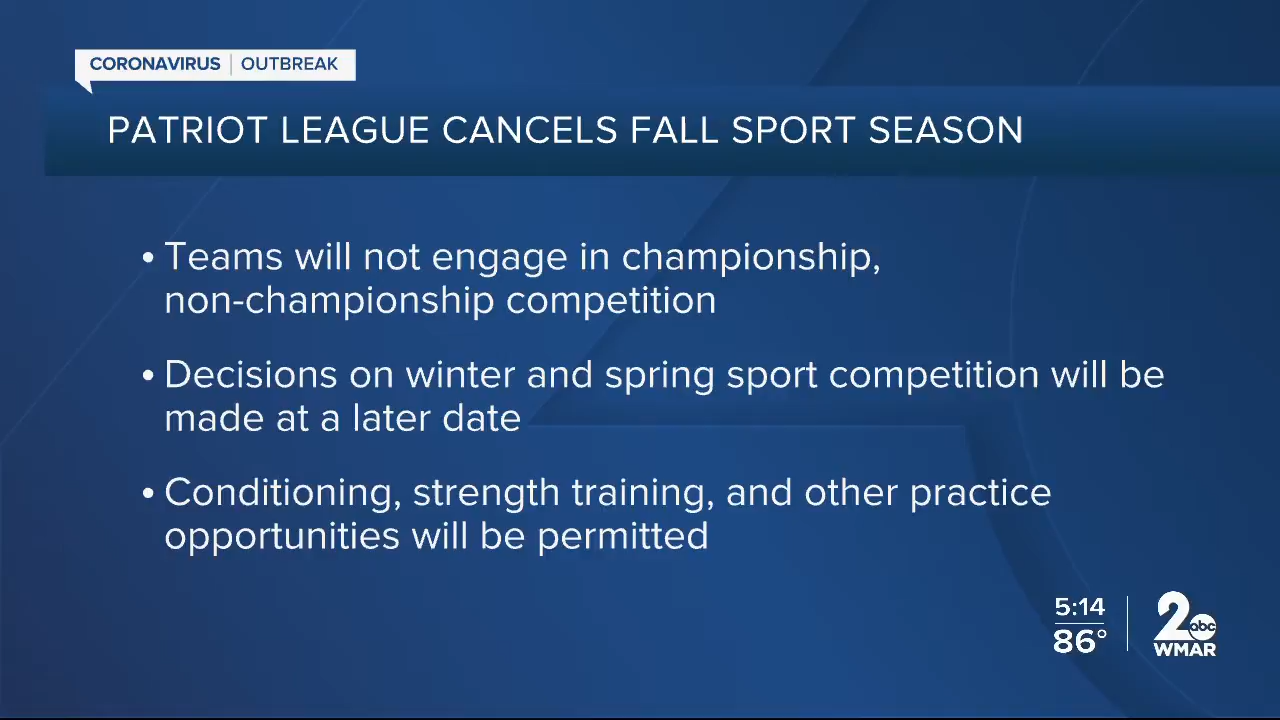 CORONAVIRUS | OUTBREAK
PATRIOT LEAGUE CANCELS FALL SPORT SEASON
• Teams will not engage in championship,
non-championship competition
• Decisions on winter and spring sport competition will be
made at a later date
• Conditioning, strength training, and other practice
opportunities will be permitted
5:14
86°
2 abc
WMAR